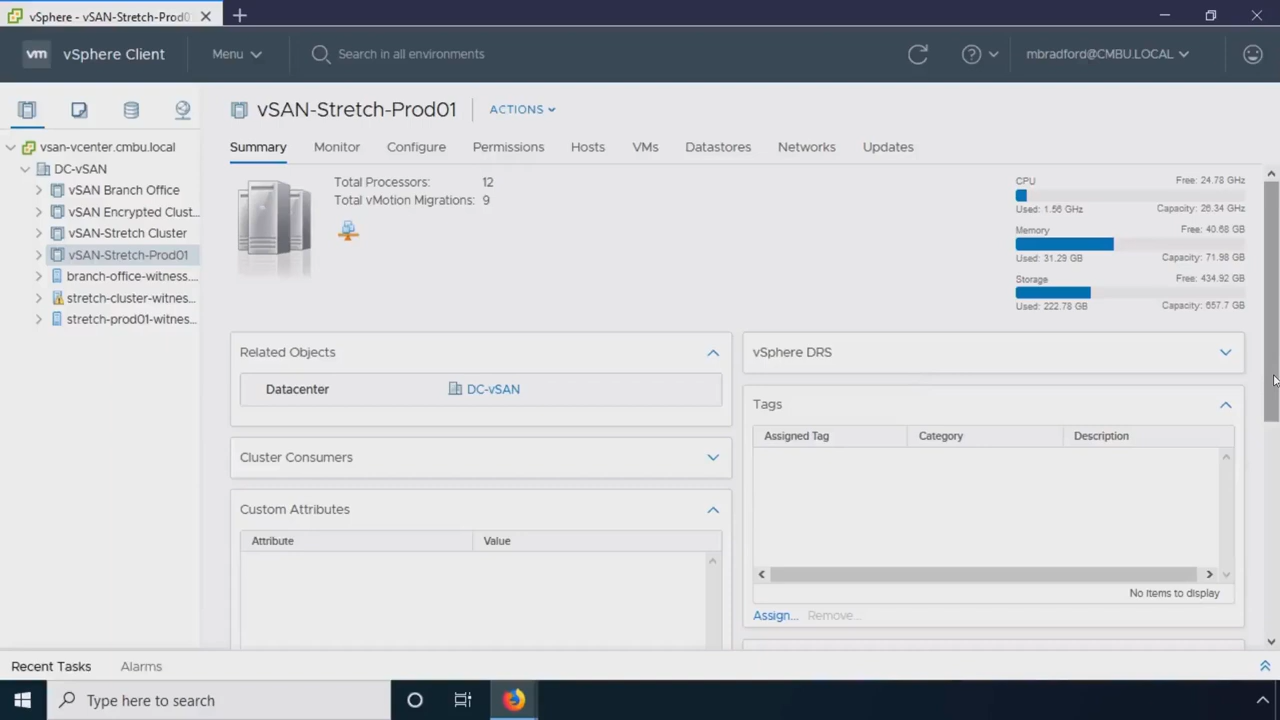 vSphere - vSAN-Stretch-Prod0
vm vSphere Client
Menu
Search in all environments
mbradford@CMBU.LOCAL
vsan-vcenter.cmbu.local
DC-vSAN
vSAN Branch Office
vSAN Encrypted Clust...
vSAN-Stretch Cluster
vSAN-Stretch-Prod01
branch-office-witness....
stretch-cluster-witnes...
stretch-prod01-witnes...
vSAN-Stretch-Prod01
ACTIONS
Summary Monitor Configure Permissions Hosts VMs Datastores Networks Updates
Total Processors: 12
Total vMotion Migrations: 9
CPU Free: 24.78 GHz
Used: 1.56 GHz Capacity: 26.34 GHz
Memory Free: 40.68 GB
Used: 31.29 GB Capacity: 71.98 GB
Storage Free: 434.92 GB
Used: 222.78 GB Capacity: 657.7 GB
Related Objects
Datacenter DC-vSAN
Cluster Consumers
Custom Attributes
Attribute Value
vSphere DRS
Tags
Assigned Tag Category Description
No items to display
Assign... Remove...
Recent Tasks Alarms
Type here to search